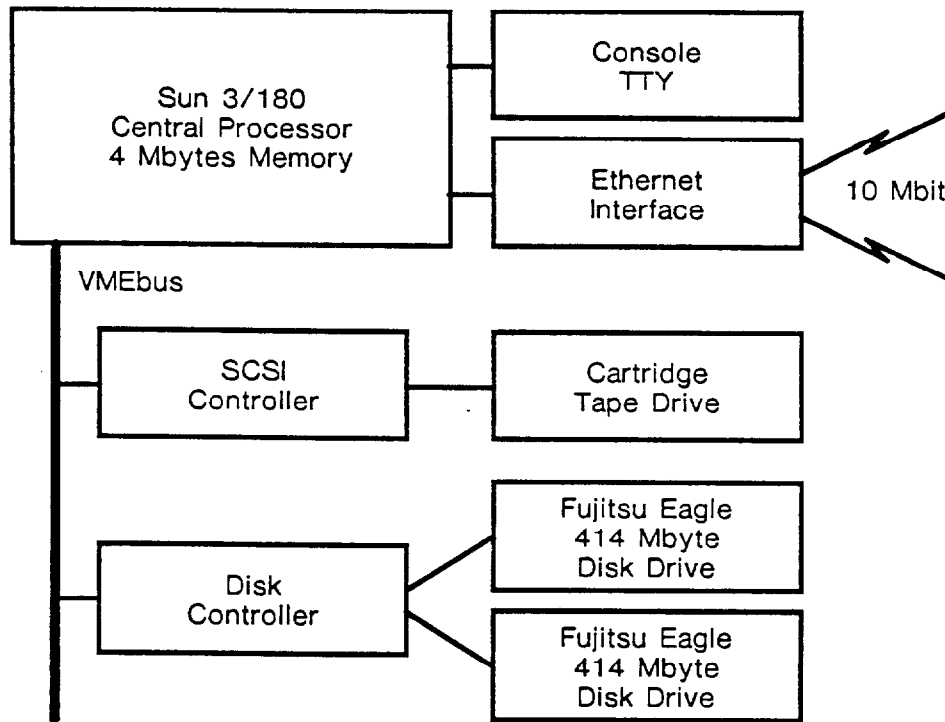 Sun 3/180
Central Processor
4 Mbytes Memory
Console
TTY
Ethernet
Interface
10 Mbit
VMEbus
SCSI
Controller
Cartridge
Tape Drive
Disk
Controller
Fujitsu Eagle
414 Mbyte
Disk Drive
Fujitsu Eagle
414 Mbyte
Disk Drive